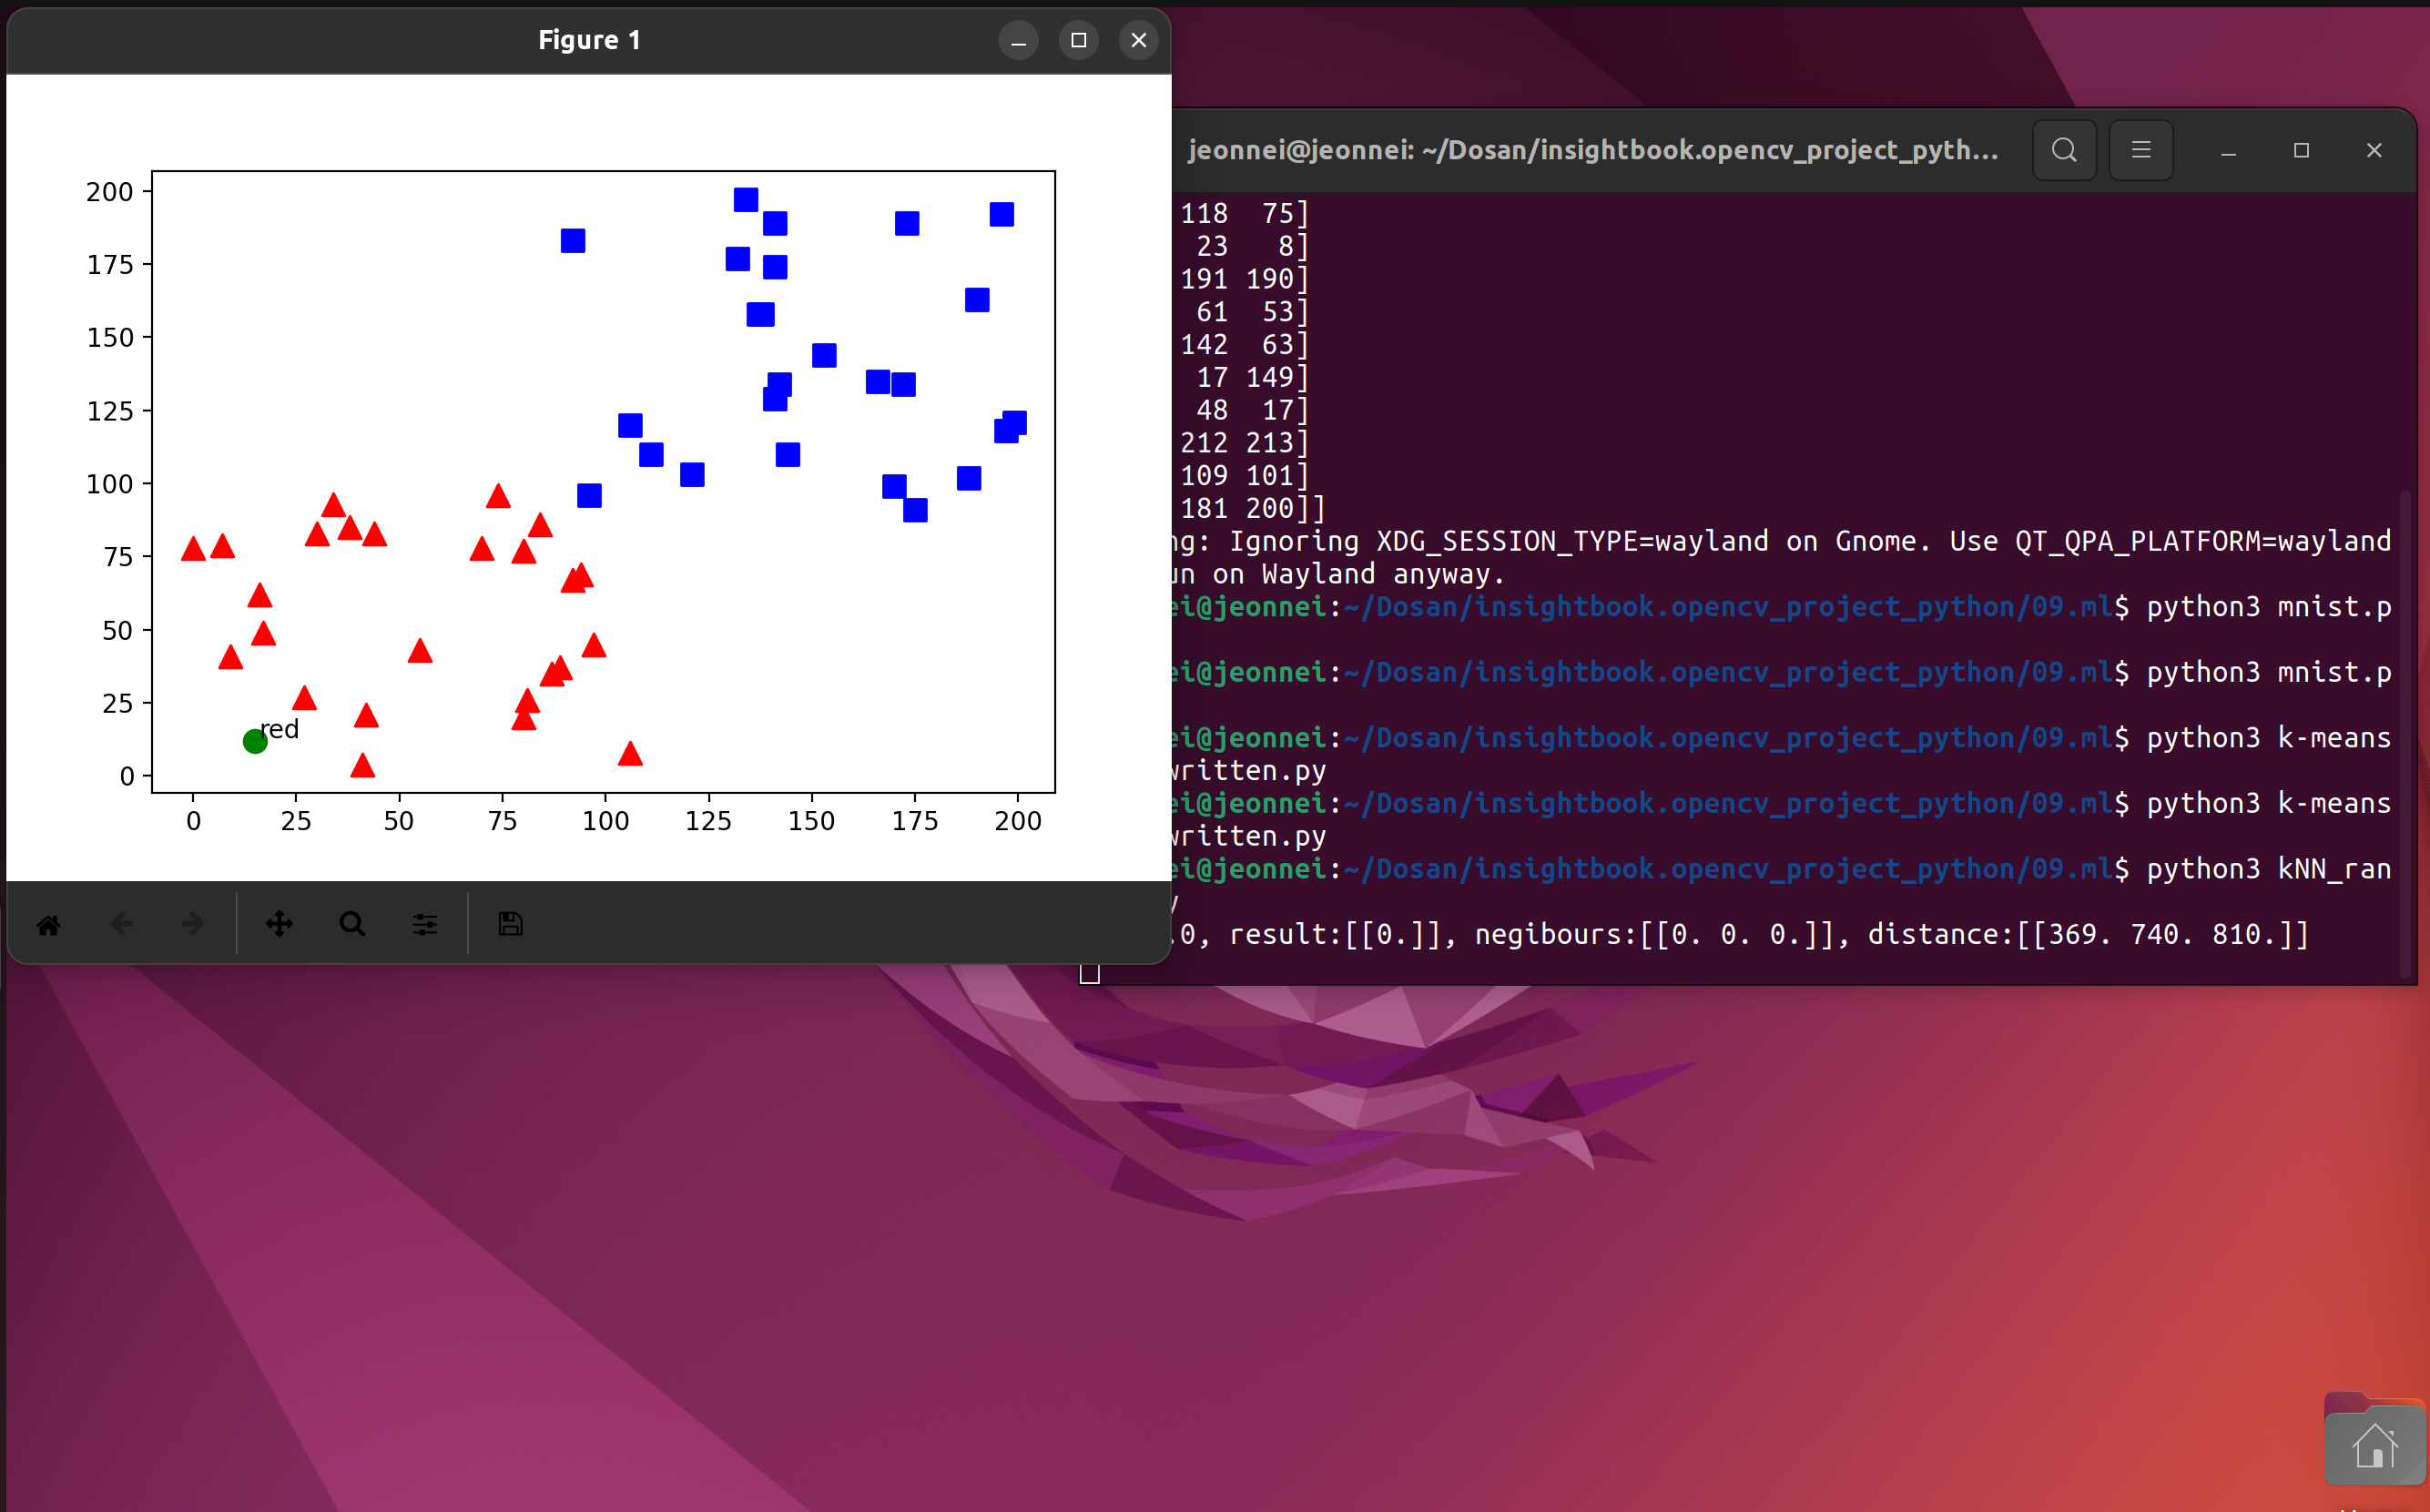 Figure 1
200
175
150
125
100
75
50
25
0
red
0 25 50 75 100 125 150 175 200
jeonnei@jeonnei: ~/Dosan/insightbook.opencv_project_pyth...
118 75]
23 8]
191 190]
61 53]
142 63]
17 149]
48 17]
212 213]
109 101]
181 200]]
ng: Ignoring XDG_SESSION_TYPE=wayland on Gnome. Use QT_QPA_PLATFORM=wayland
un on Wayland anyway.
ei@jeonnei:~/Dosan/insightbook.opencv_project_python/09.ml$ python3 mnist.p
ei@jeonnei:~/Dosan/insightbook.opencv_project_python/09.ml$ python3 mnist.p
ei@jeonnei:~/Dosan/insightbook.opencv_project_python/09.ml$ python3 k-means
written.py
ei@jeonnei:~/Dosan/insightbook.opencv_project_python/09.ml$ python3 k-means
written.py
ei@jeonnei:~/Dosan/insightbook.opencv_project_python/09.ml$ python3 kNN_ran
.0, result:[[0.]], negibours:[[0. 0. 0.]], distance:[[369. 740. 810.]]